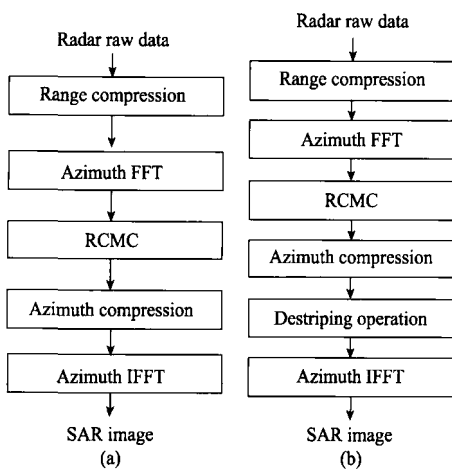 Radar raw data
Range compression
Azimuth FFT
RCMC
Azimuth compression
Azimuth IFFT
SAR image
(a)
Radar raw data
Range compression
Azimuth FFT
RCMC
Azimuth compression
Destriping operation
Azimuth IFFT
SAR image
(b)